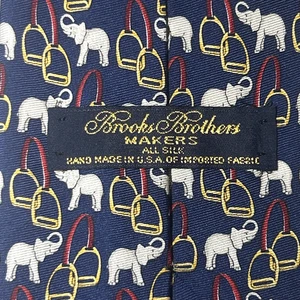 Brooks Brothers
MAKERS
ALL SILK
HAND MADE IN U.S.A. OF IMPORTED FABRIC